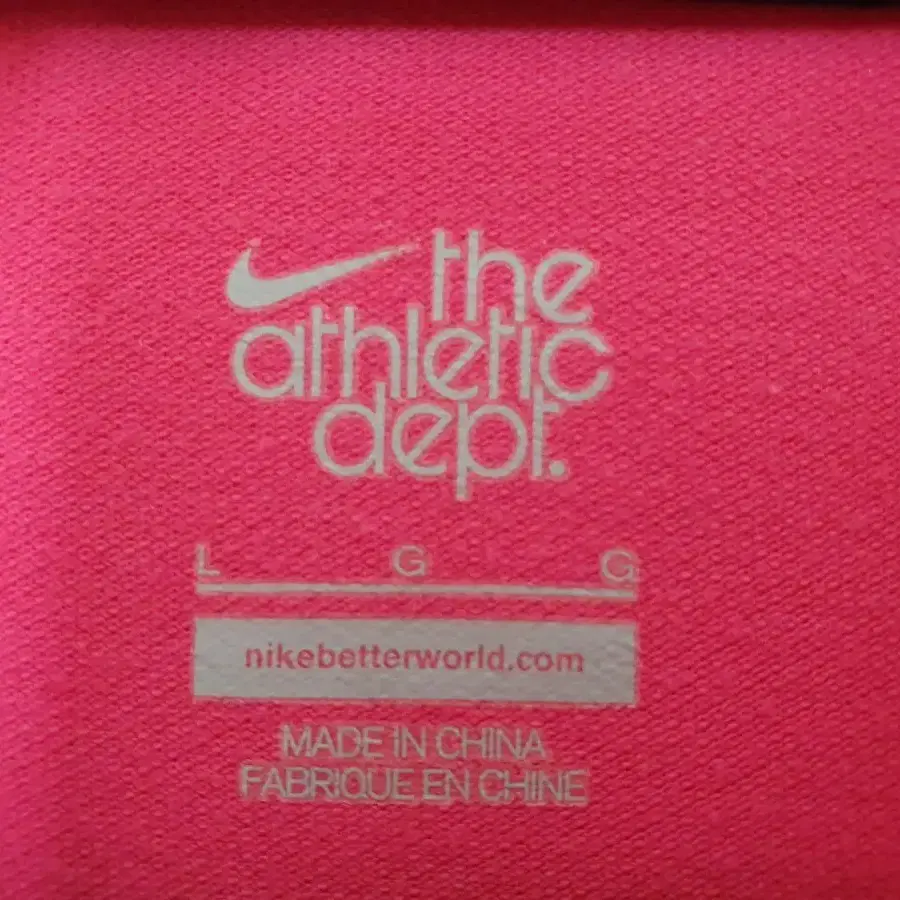 the
athletic
dept.
L G G
nikebetterworld.com
MADE IN CHINA
FABRIQUE EN CHINE